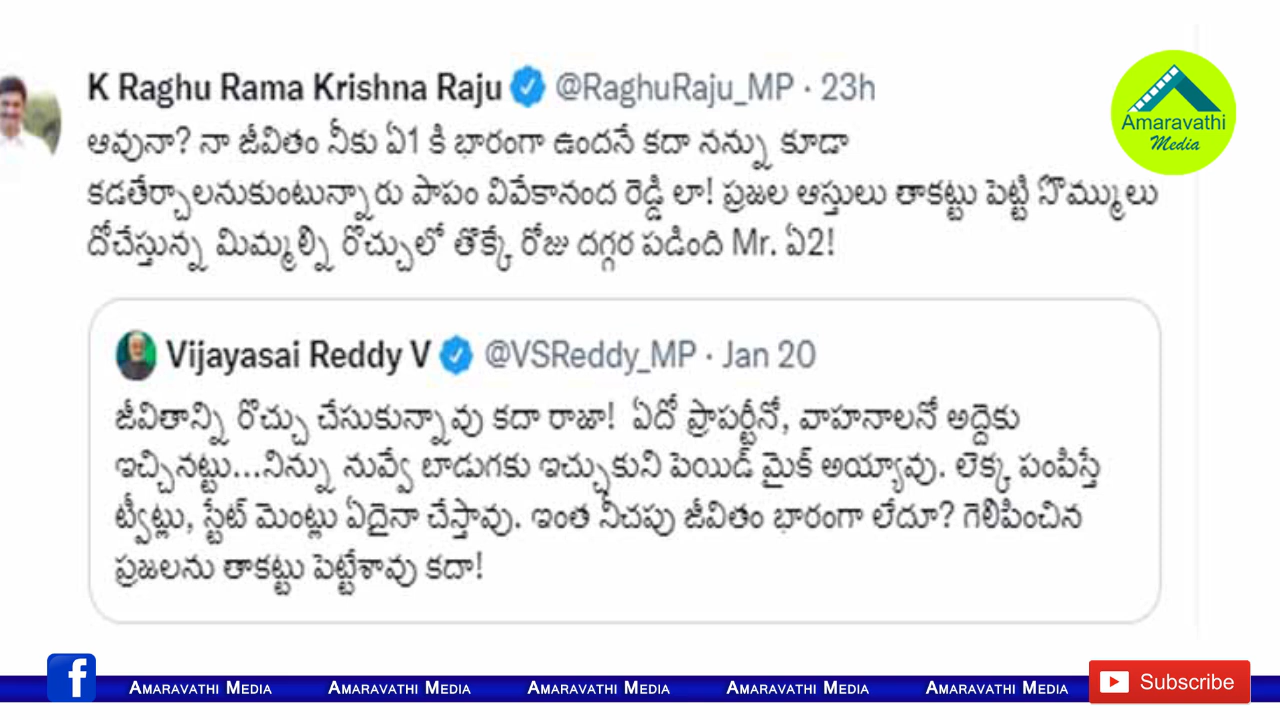 K Raghu Rama Krishna Raju @RaghuRaju_MP · 23h
ఆవునా? నా జీవితం నీకు ఏ1 కి భారంగా ఉందనే కదా నన్ను కూడా
కడతేర్చాలనుకుంటున్నారు పాపం వివేకానంద రెడ్డి లా! ప్రజల ఆస్తులు తాకట్టు పెట్టి సొమ్ములు
దోచేస్తున్న మిమ్మల్ని రొచ్చులో తొక్కే రోజు దగ్గర పడింది Mr. ఏ2!
Vijayasai Reddy V @VSReddy_MP · Jan 20
జీవితాన్ని రొచ్చు చేసుకున్నావు కదా రాజా! ఏదో ప్రాపర్టీనో, వాహనాలనో అద్దెకు
ఇచ్చినట్టు...నిన్ను నువ్వే బాడుగకు ఇచ్చుకుని పెయిడ్ మైక్ అయ్యావు. లెక్క పంపిస్తే
ట్వీట్లు, స్టేట్ మెంట్లు ఏదైనా చేస్తావు. ఇంత నీచపు జీవితం భారంగా లేదూ? గెలిపించిన
ప్రజలను తాకట్టు పెట్టేశావు కదా!
Amaravathi
Media
f AMARAVATHI MEDIA AMARAVATHI MEDIA AMARAVATHI MEDIA AMARAVATHI MEDIA AMARAVATHI MEDIA Subscribe